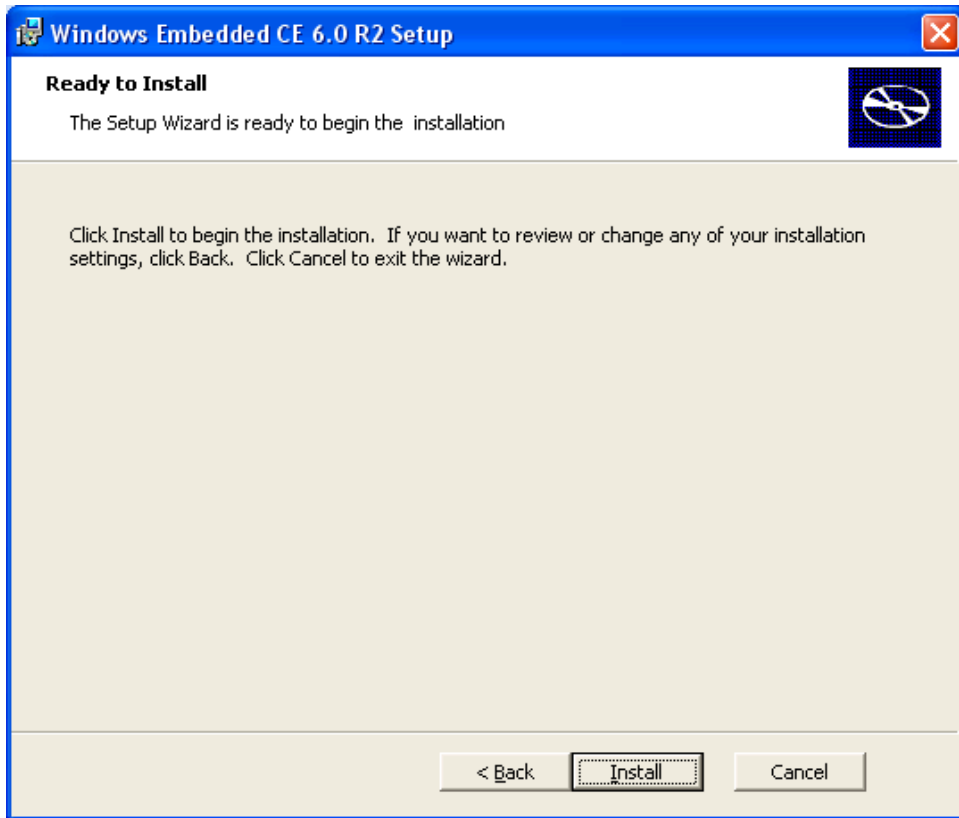 Windows Embedded CE 6.0 R2 Setup
Ready to Install
The Setup Wizard is ready to begin the  installation
Click Install to begin the installation.  If you want to review or change any of your installation
settings, click Back.  Click Cancel to exit the wizard.
< Back
Install
Cancel